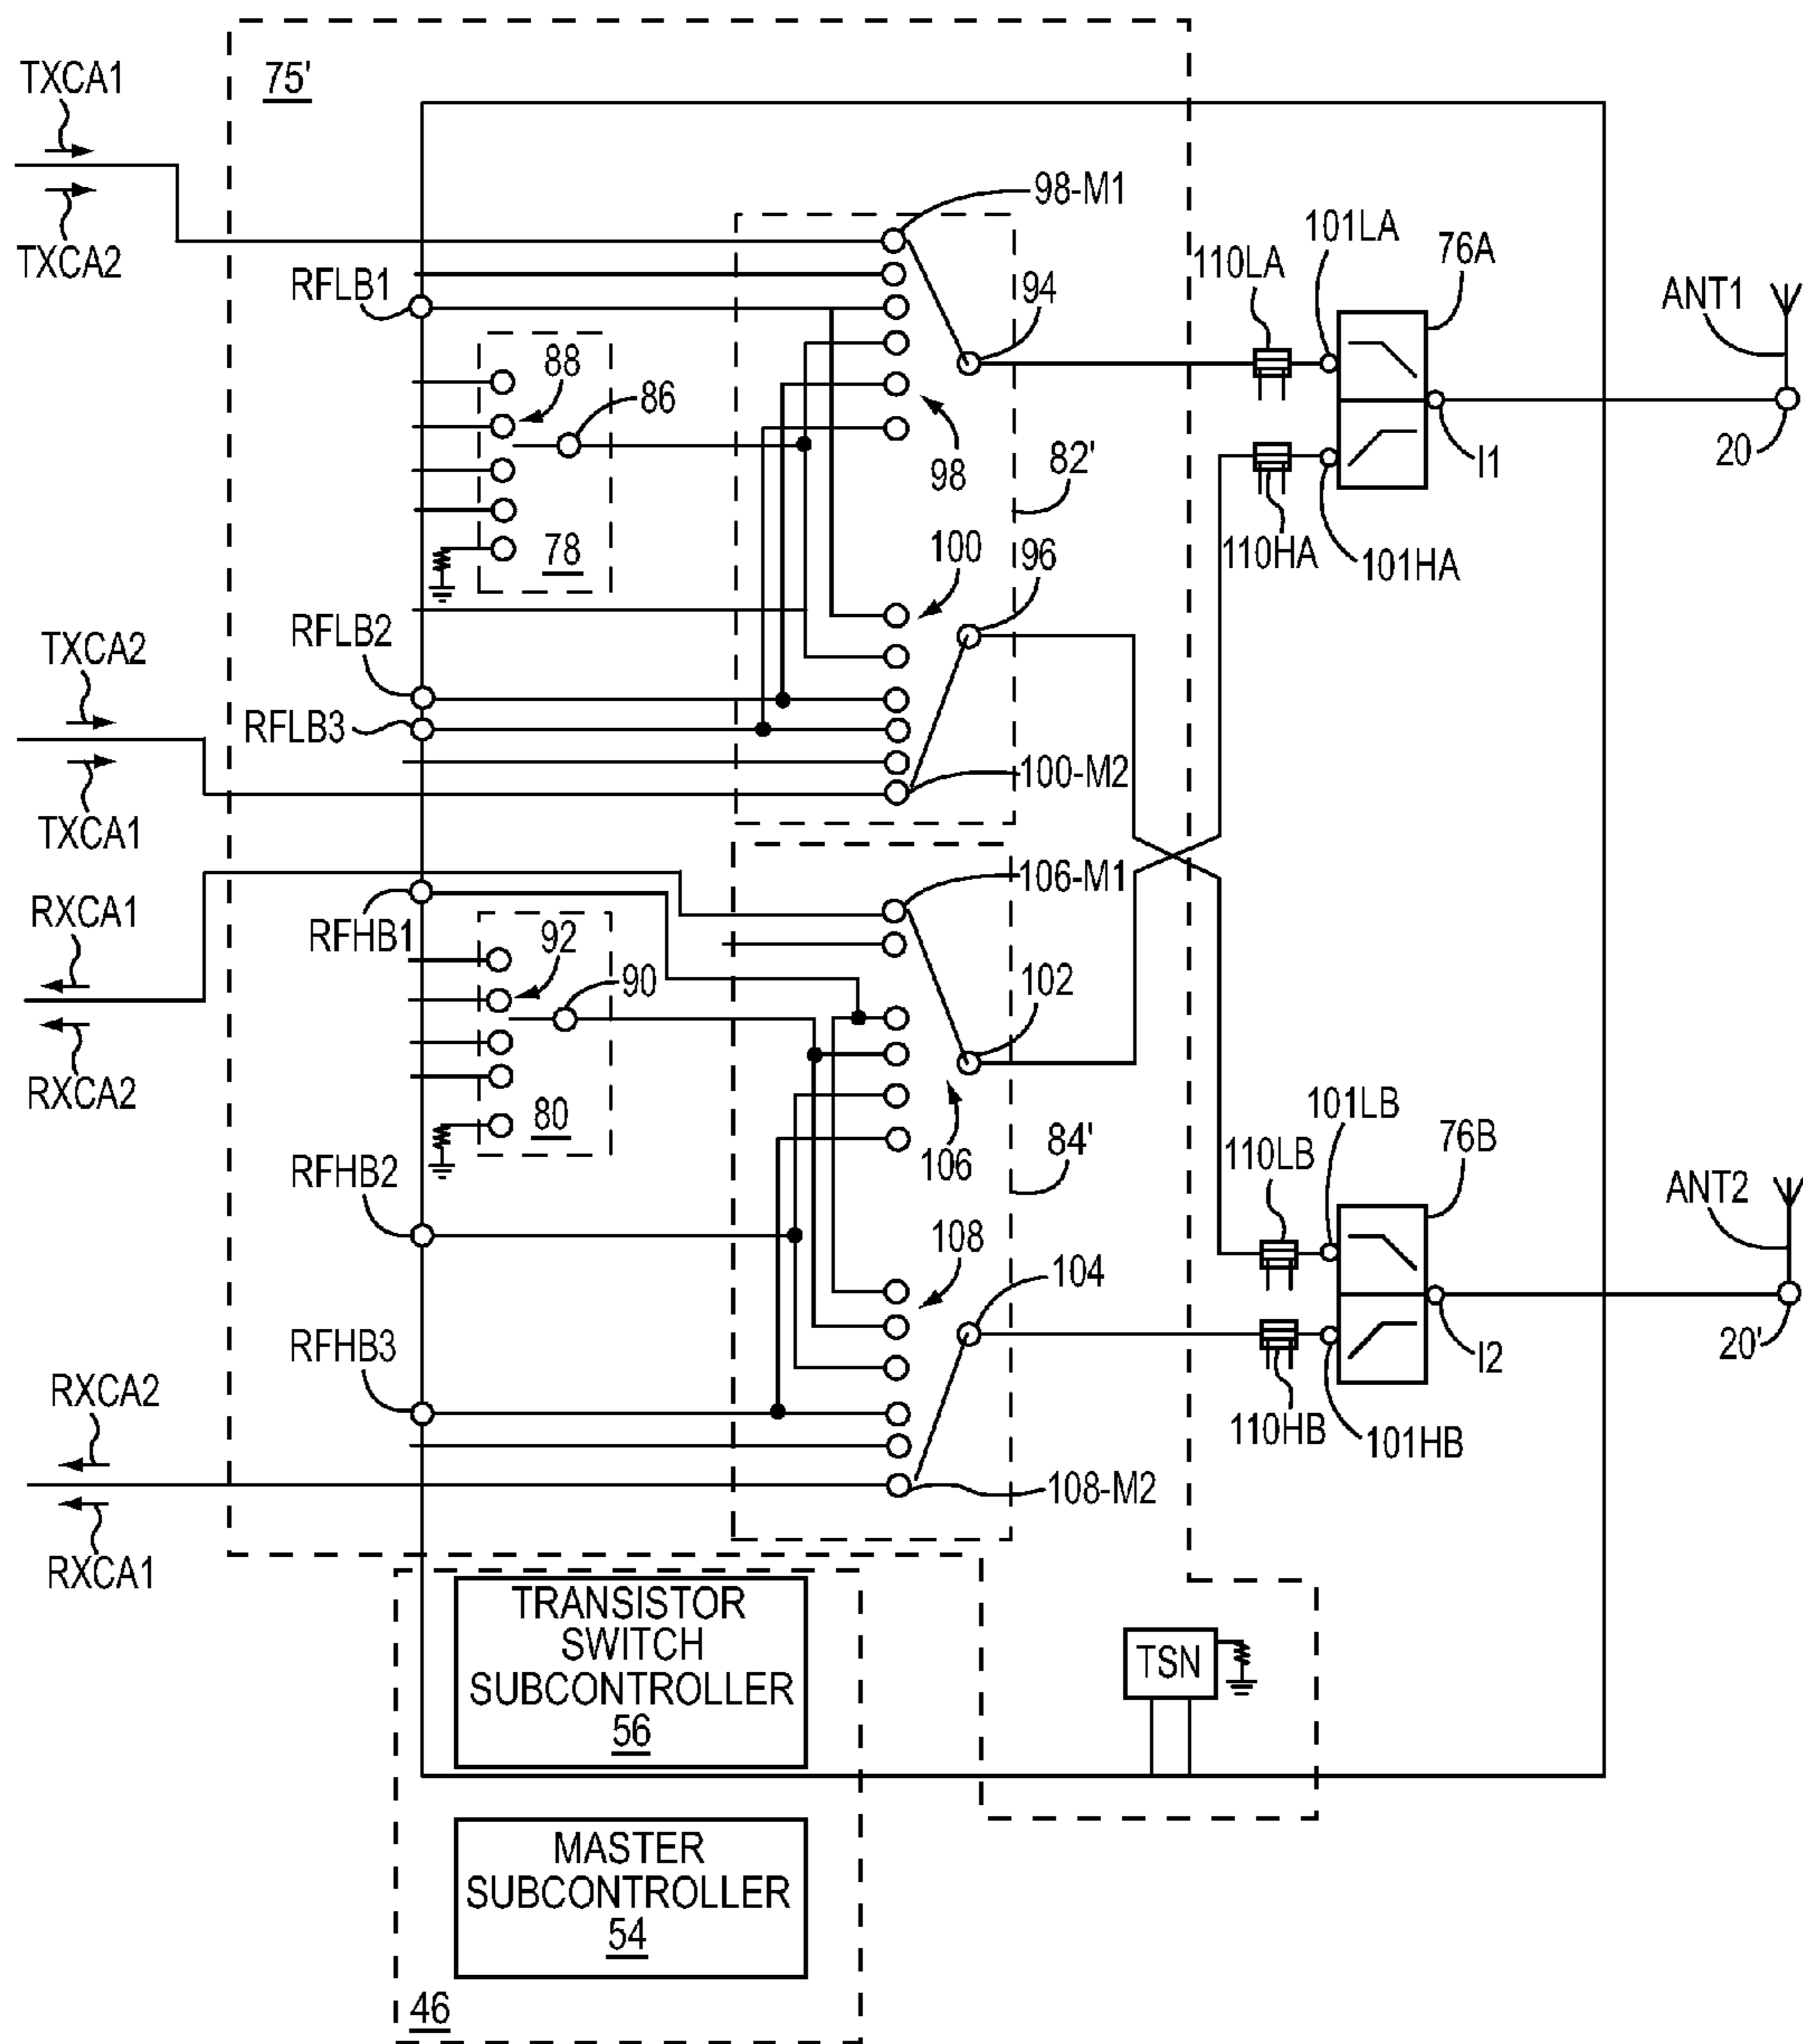 75'
TXCA1
TXCA2
98-M1
101LA
76A
RFLB1
110LA
94
ANT1
88
86
98
82'
I1
20
78
100
96
110HA
101HA
RFLB2
TXCA2
RFLB3
100-M2
TXCA1
106-M1
RXCA1
RFHB1
92
90
102
RXCA2
80
101LB
76B
84'
110LB
106
RFHB2
ANT2
108
104
RFHB3
I2
20'
RXCA2
110HB
101HB
108-M2
RXCA1
TRANSISTOR
SWITCH
SUBCONTROLLER
56
TSN
MASTER
SUBCONTROLLER
54
46